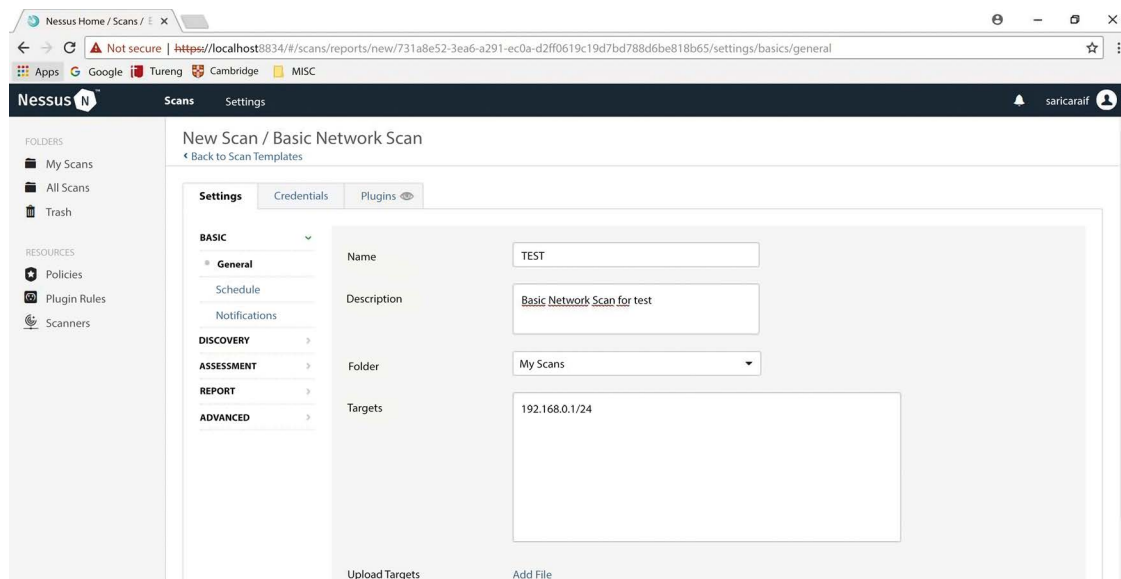 Nessus Home / Scans / E
Not secure | https://localhost:8834/#/scans/reports/new/731a8e52-3ea6-a291-ec0a-d2ff0619c19d7bd788d6be818b65/settings/basics/general
Apps Google Tureng Cambridge MISC
Nessus N Scans Settings saricaraif
FOLDERS
My Scans
All Scans
Trash
RESOURCES
Policies
Plugin Rules
Scanners
New Scan / Basic Network Scan
Back to Scan Templates
Settings Credentials Plugins
BASIC
General
Schedule
Notifications
DISCOVERY
ASSESSMENT
REPORT
ADVANCED
Name TEST
Description Basic Network Scan for test
Folder My Scans
Targets 192.168.0.1/24
Upload Targets Add File